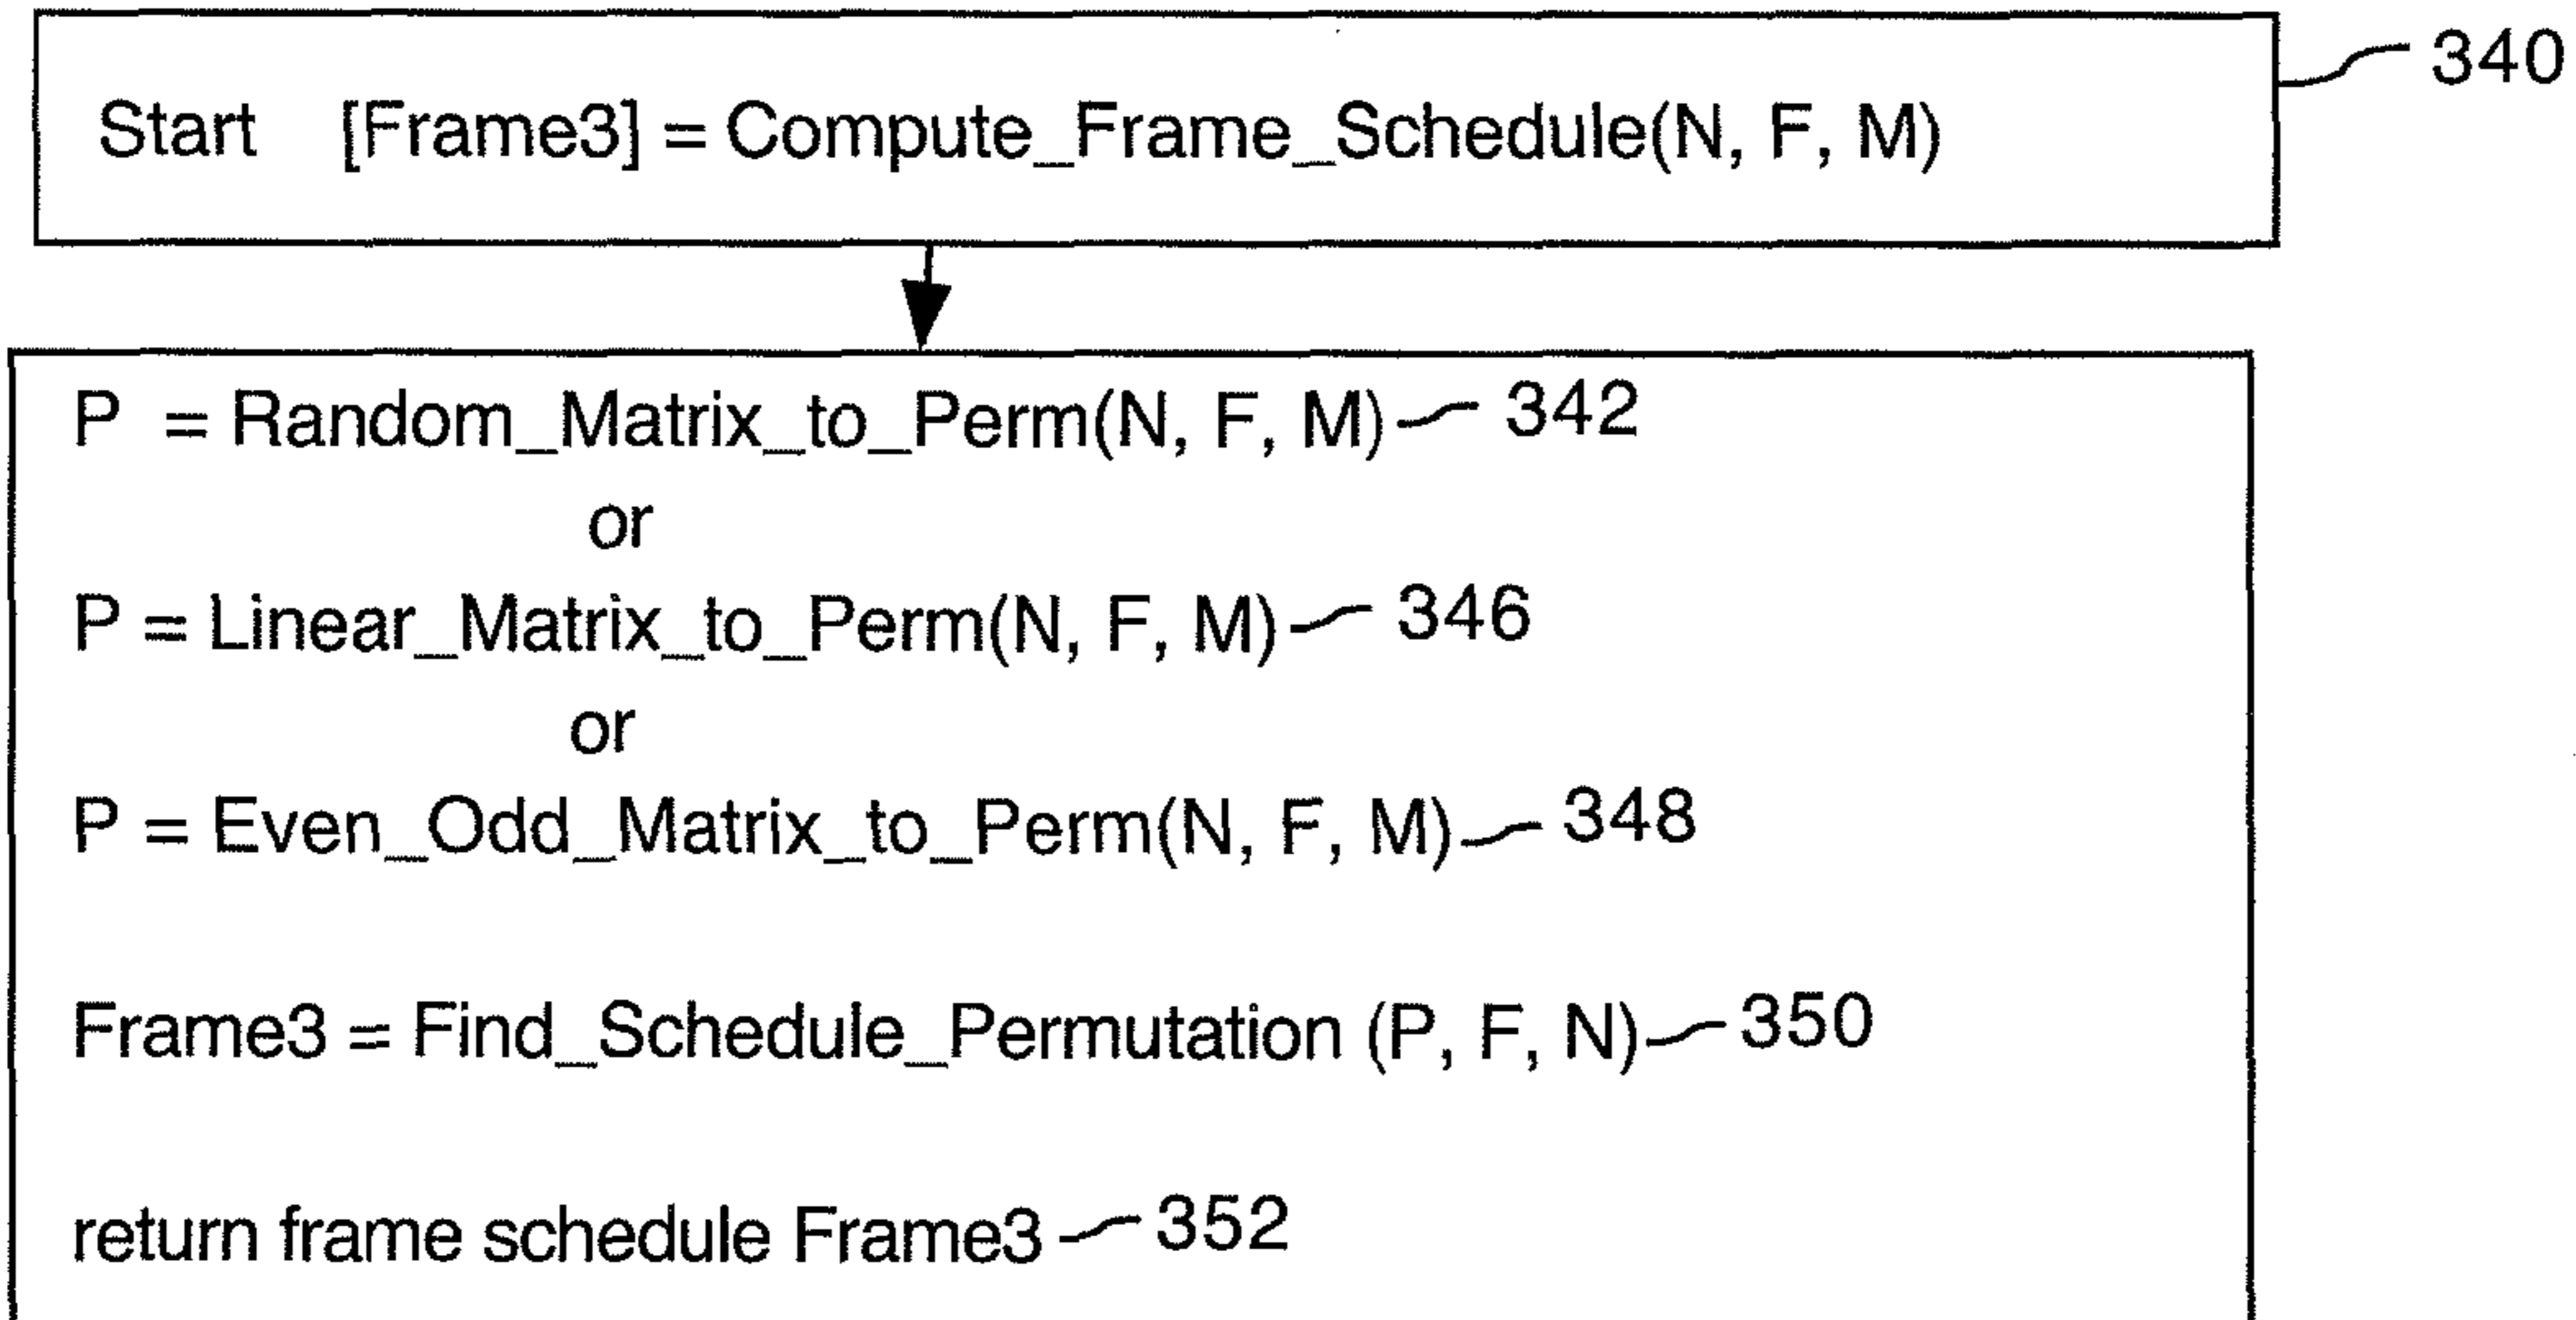 Start [Frame3] = Compute_Frame_Schedule(N, F, M) 340
P = Random_Matrix_to_Perm(N, F, M) 342
or
P = Linear_Matrix_to_Perm(N, F, M) 346
or
P = Even_Odd_Matrix_to_Perm(N, F, M) 348
Frame3 = Find_Schedule_Permutation (P, F, N) 350
return frame schedule Frame3 352